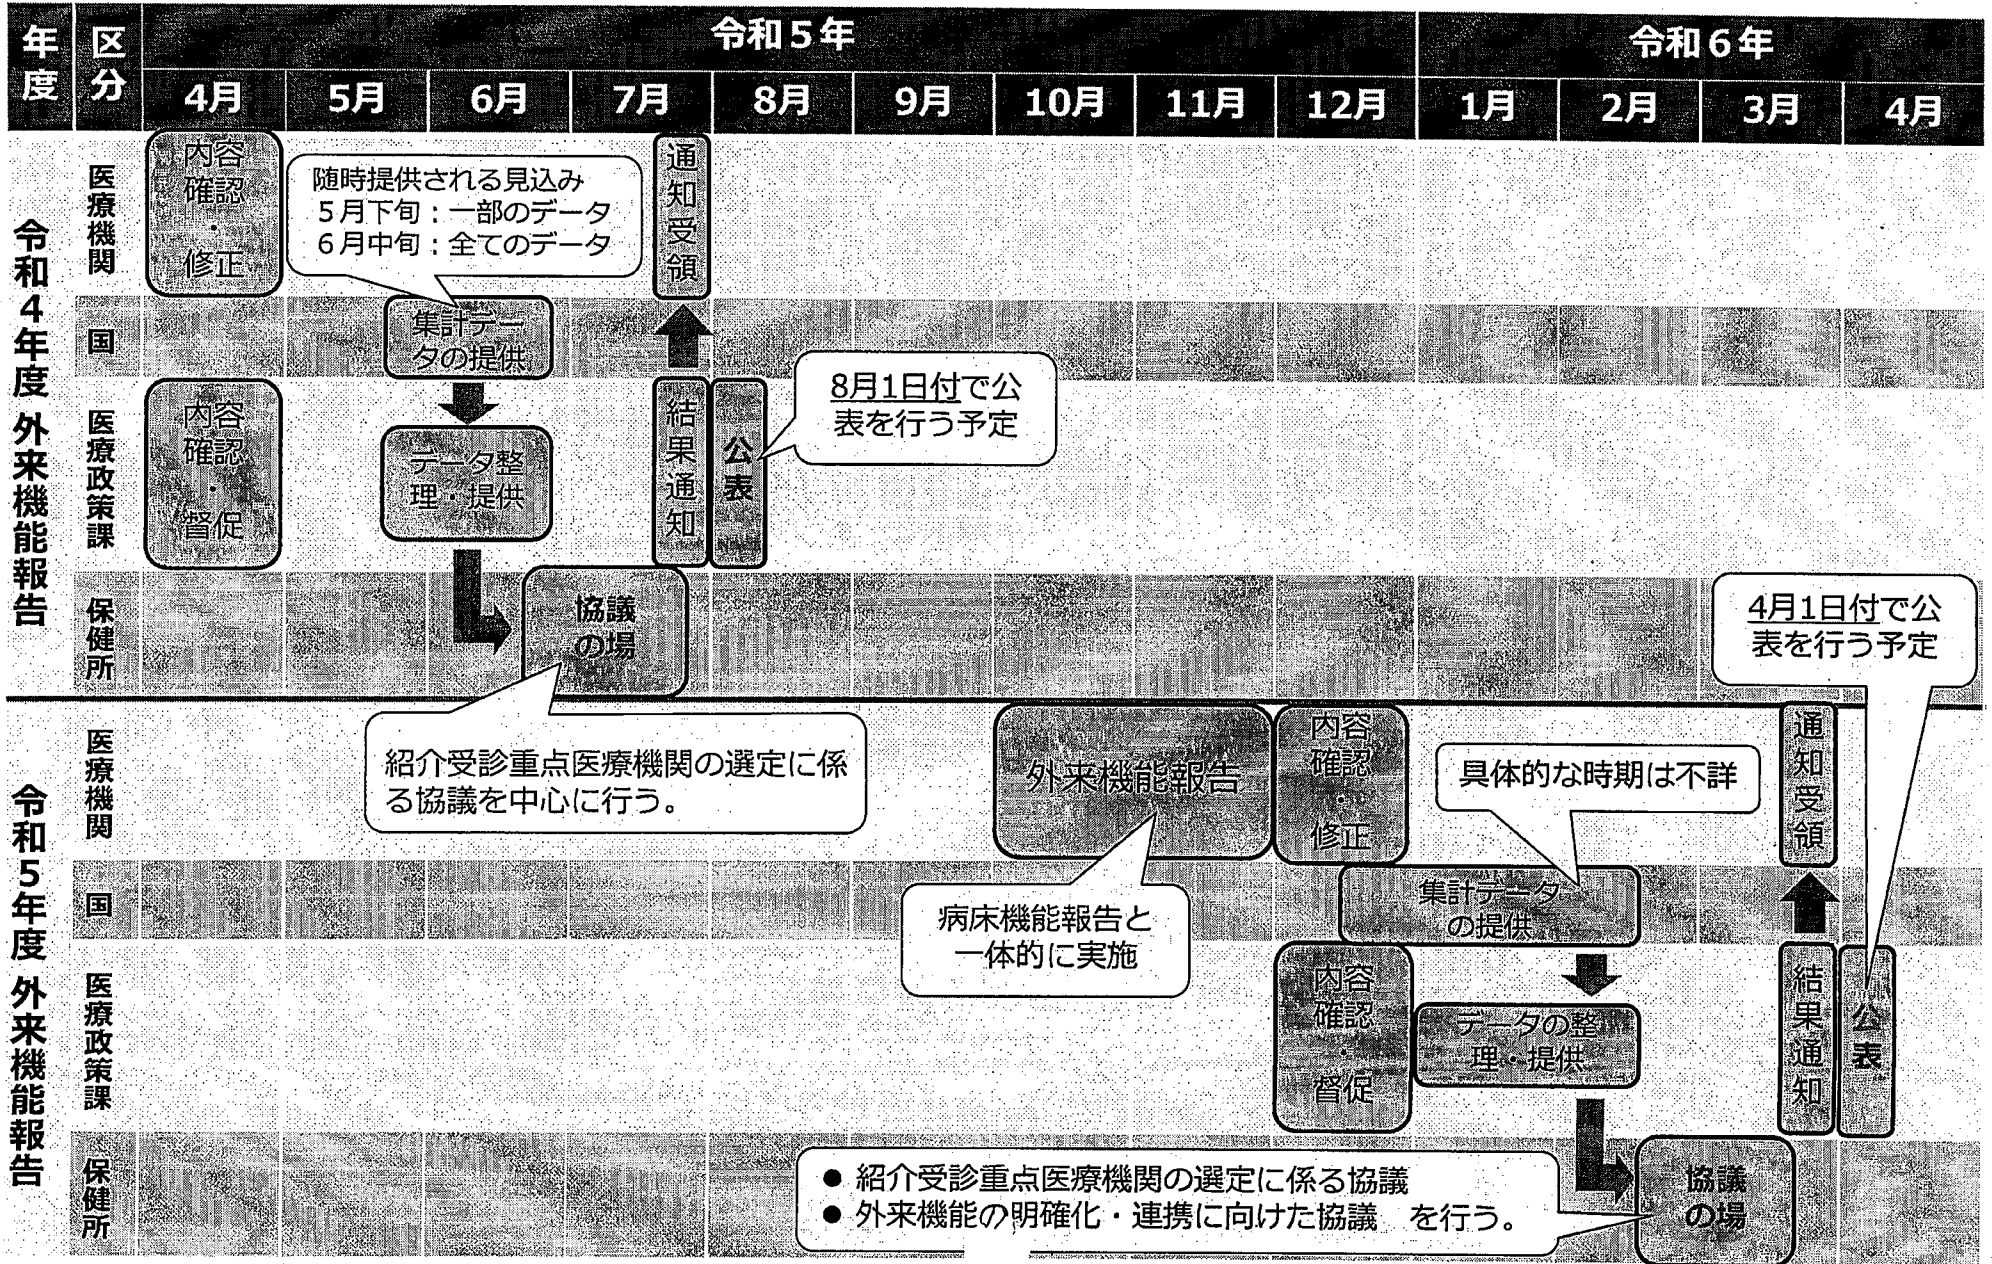 年度
区分
令和5年
令和6年
4月
5月
6月
7月
8月
9月
10月
11月
12月
1月
2月
3月
4月
令和4年度 外来機能報告
医療機関
内容
確認
・
修正
随時提供される見込み
5月下旬：一部のデータ
6月中旬：全てのデータ
通知受領
国
集計デー
タの提供
医療政策課
内容
確認
・
督促
データ整
理・提供
結果通知
公表
8月1日付で公
表を行う予定
保健所
協議
の場
紹介受診重点医療機関の選定に係
る協議を中心に行う。
4月1日付で公
表を行う予定
令和5年度 外来機能報告
医療機関
外来機能報告
内容
確認
・
修正
具体的な時期は不詳
通知受領
国
病床機能報告と
一体的に実施
集計データ
の提供
医療政策課
内容
確認
・
督促
データの整
理・提供
結果通知
公表
保健所
● 紹介受診重点医療機関の選定に係る協議
● 外来機能の明確化・連携に向けた協議　を行う。
協議
の場